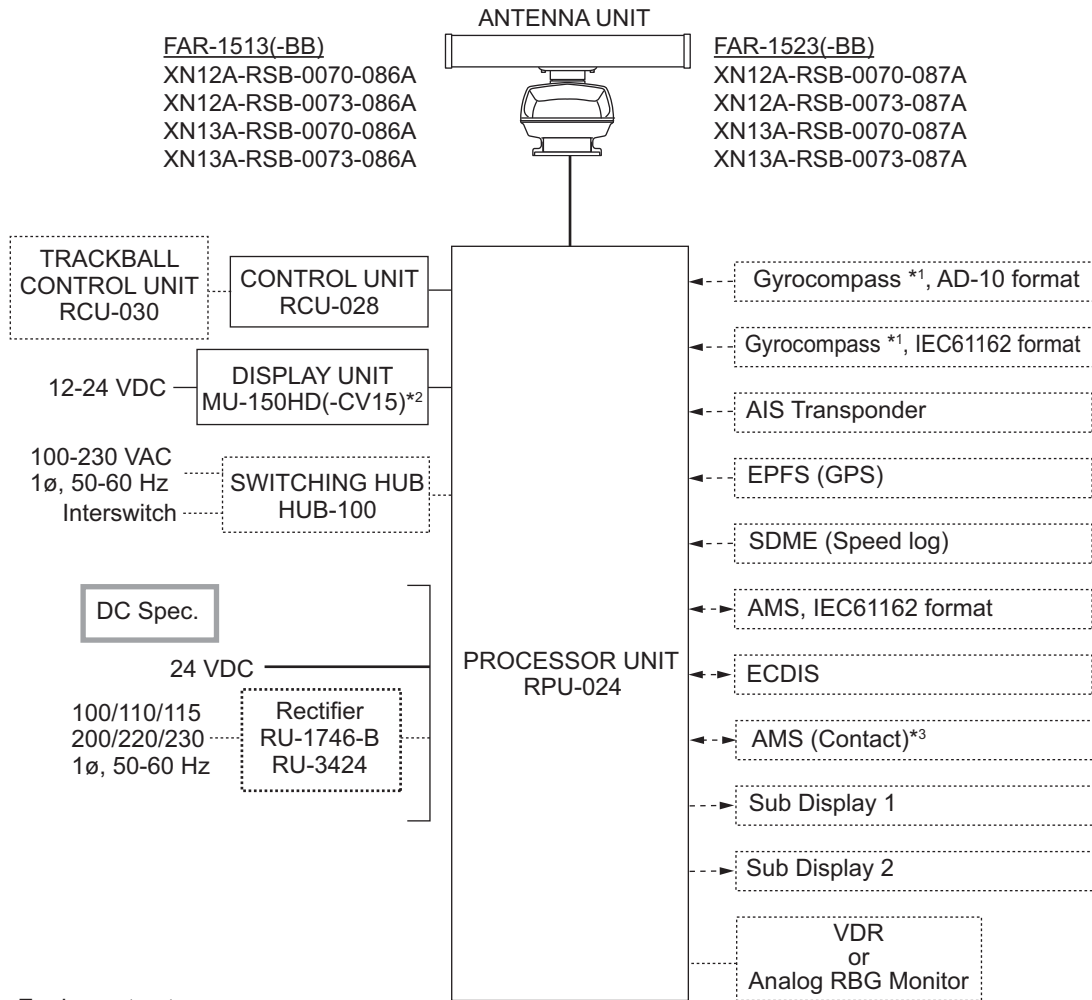 ANTENNA UNIT
FAR-1513(-BB)
XN12A-RSB-0070-086A
XN12A-RSB-0073-086A
XN13A-RSB-0070-086A
XN13A-RSB-0073-086A
FAR-1523(-BB)
XN12A-RSB-0070-087A
XN12A-RSB-0073-087A
XN13A-RSB-0070-087A
XN13A-RSB-0073-087A
TRACKBALL
CONTROL UNIT
RCU-030
CONTROL UNIT
RCU-028
12-24 VDC
DISPLAY UNIT
MU-150HD(-CV15)*2
100-230 VAC
1ø, 50-60 Hz
Interswitch
SWITCHING HUB
HUB-100
DC Spec.
24 VDC
100/110/115
200/220/230
1ø, 50-60 Hz
Rectifier
RU-1746-B
RU-3424
PROCESSOR UNIT
RPU-024
Gyrocompass *1, AD-10 format
Gyrocompass *1, IEC61162 format
AIS Transponder
EPFS (GPS)
SDME (Speed log)
AMS, IEC61162 format
ECDIS
AMS (Contact)*3
Sub Display 1
Sub Display 2
VDR
or
Analog RBG Monitor